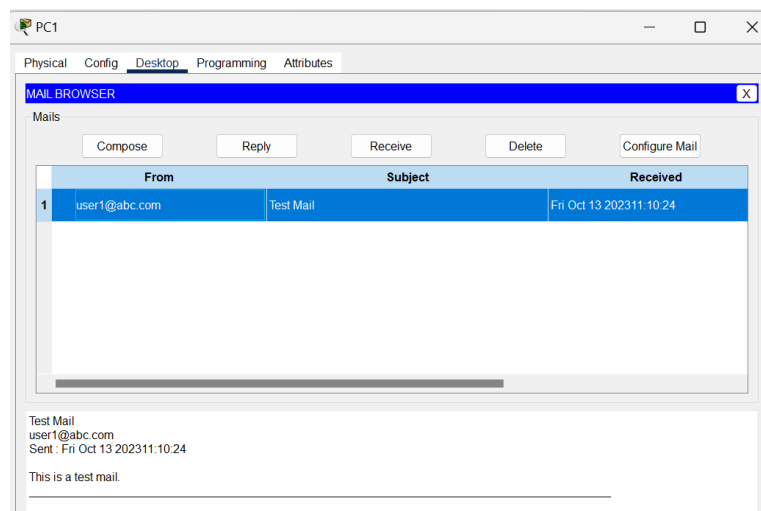 PC1
Physical Config Desktop Programming Attributes
MAIL BROWSER X
Mails
Compose Reply Receive Delete Configure Mail
From Subject Received
1 user1@abc.com Test Mail Fri Oct 13 202311:10:24
Test Mail
user1@abc.com
Sent : Fri Oct 13 202311:10:24
This is a test mail.